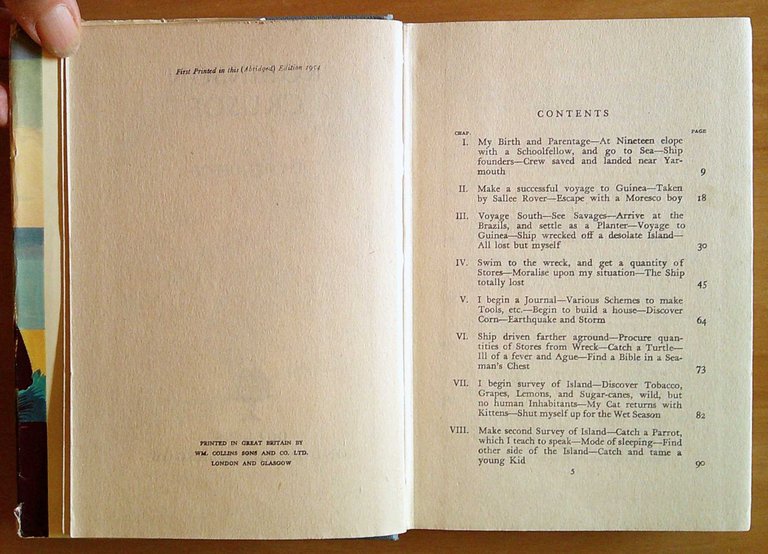 First Printed in this (Abridged) Edition 1954
PRINTED IN GREAT BRITAIN BY
WM. COLLINS SONS AND CO. LTD.
LONDON AND GLASGOW
CONTENTS
CHAP. PAGE
I. My Birth and Parentage—At Nineteen elope
with a Schoolfellow, and go to Sea—Ship
founders—Crew saved and landed near Yar-
mouth 9
II. Make a successful voyage to Guinea—Taken
by Sallee Rover—Escape with a Moresco boy 18
III. Voyage South—See Savages—Arrive at the
Brazils, and settle as a Planter—Voyage to
Guinea—Ship wrecked off a desolate Island—
All lost but myself 30
IV. Swim to the wreck, and get a quantity of
Stores—Moralise upon my situation—The Ship
totally lost 45
V. I begin a Journal—Various Schemes to make
Tools, etc.—Begin to build a house—Discover
Corn—Earthquake and Storm 64
VI. Ship driven farther aground—Procure quan-
tities of Stores from Wreck—Catch a Turtle—
Ill of a fever and Ague—Find a Bible in a Sea-
man's Chest 73
VII. I begin survey of Island—Discover Tobacco,
Grapes, Lemons, and Sugar-canes, wild, but
no human Inhabitants—My Cat returns with
Kittens—Shut myself up for the Wet Season 82
VIII. Make second Survey of Island—Catch a Parrot,
which I teach to speak—Mode of sleeping—Find
other side of the Island—Catch and tame a
young Kid 90
5